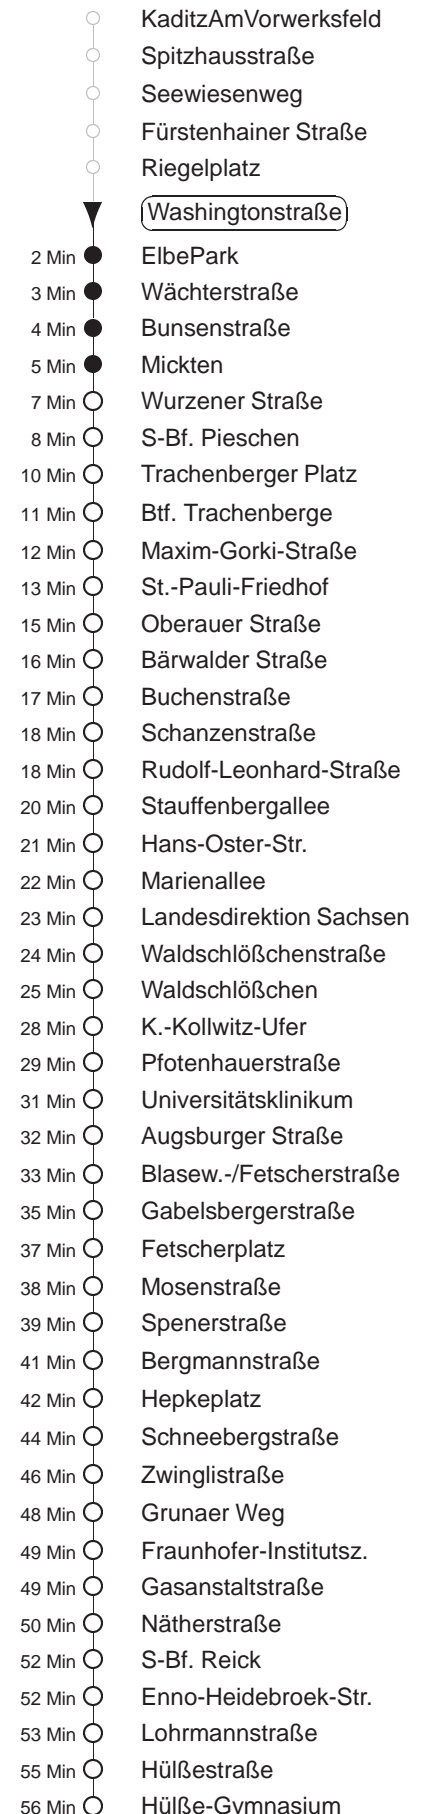 KaditzAmVorwerksfeld
Spitzhausstraße
Seewiesenweg
Fürstenhainer Straße
Riegelplatz
Washingtonstraße
2 Min ElbePark
3 Min Wächterstraße
4 Min Bunsenstraße
5 Min Mickten
7 Min Wurzener Straße
8 Min S-Bf. Pieschen
10 Min Trachenberger Platz
11 Min Btf. Trachenberge
12 Min Maxim-Gorki-Straße
13 Min St.-Pauli-Friedhof
15 Min Oberauer Straße
16 Min Bärwalder Straße
17 Min Buchenstraße
18 Min Schanzenstraße
18 Min Rudolf-Leonhard-Straße
20 Min Stauffenbergallee
21 Min Hans-Oster-Str.
22 Min Marienallee
23 Min Landesdirektion Sachsen
24 Min Waldschlößchenstraße
25 Min Waldschlößchen
28 Min K.-Kollwitz-Ufer
29 Min Pfotenhauerstraße
31 Min Universitätsklinikum
32 Min Augsburger Straße
33 Min Blasew.-/Fetscherstraße
35 Min Gabelsbergerstraße
37 Min Fetscherplatz
38 Min Mosenstraße
39 Min Spenerstraße
41 Min Bergmannstraße
42 Min Hepkeplatz
44 Min Schneebergstraße
46 Min Zwinglistraße
48 Min Grunaer Weg
49 Min Fraunhofer-Institutsz.
49 Min Gasanstaltstraße
50 Min Nätherstraße
52 Min S-Bf. Reick
52 Min Enno-Heidebroek-Str.
53 Min Lohrmannstraße
55 Min Hülßestraße
56 Min Hülße-Gymnasium